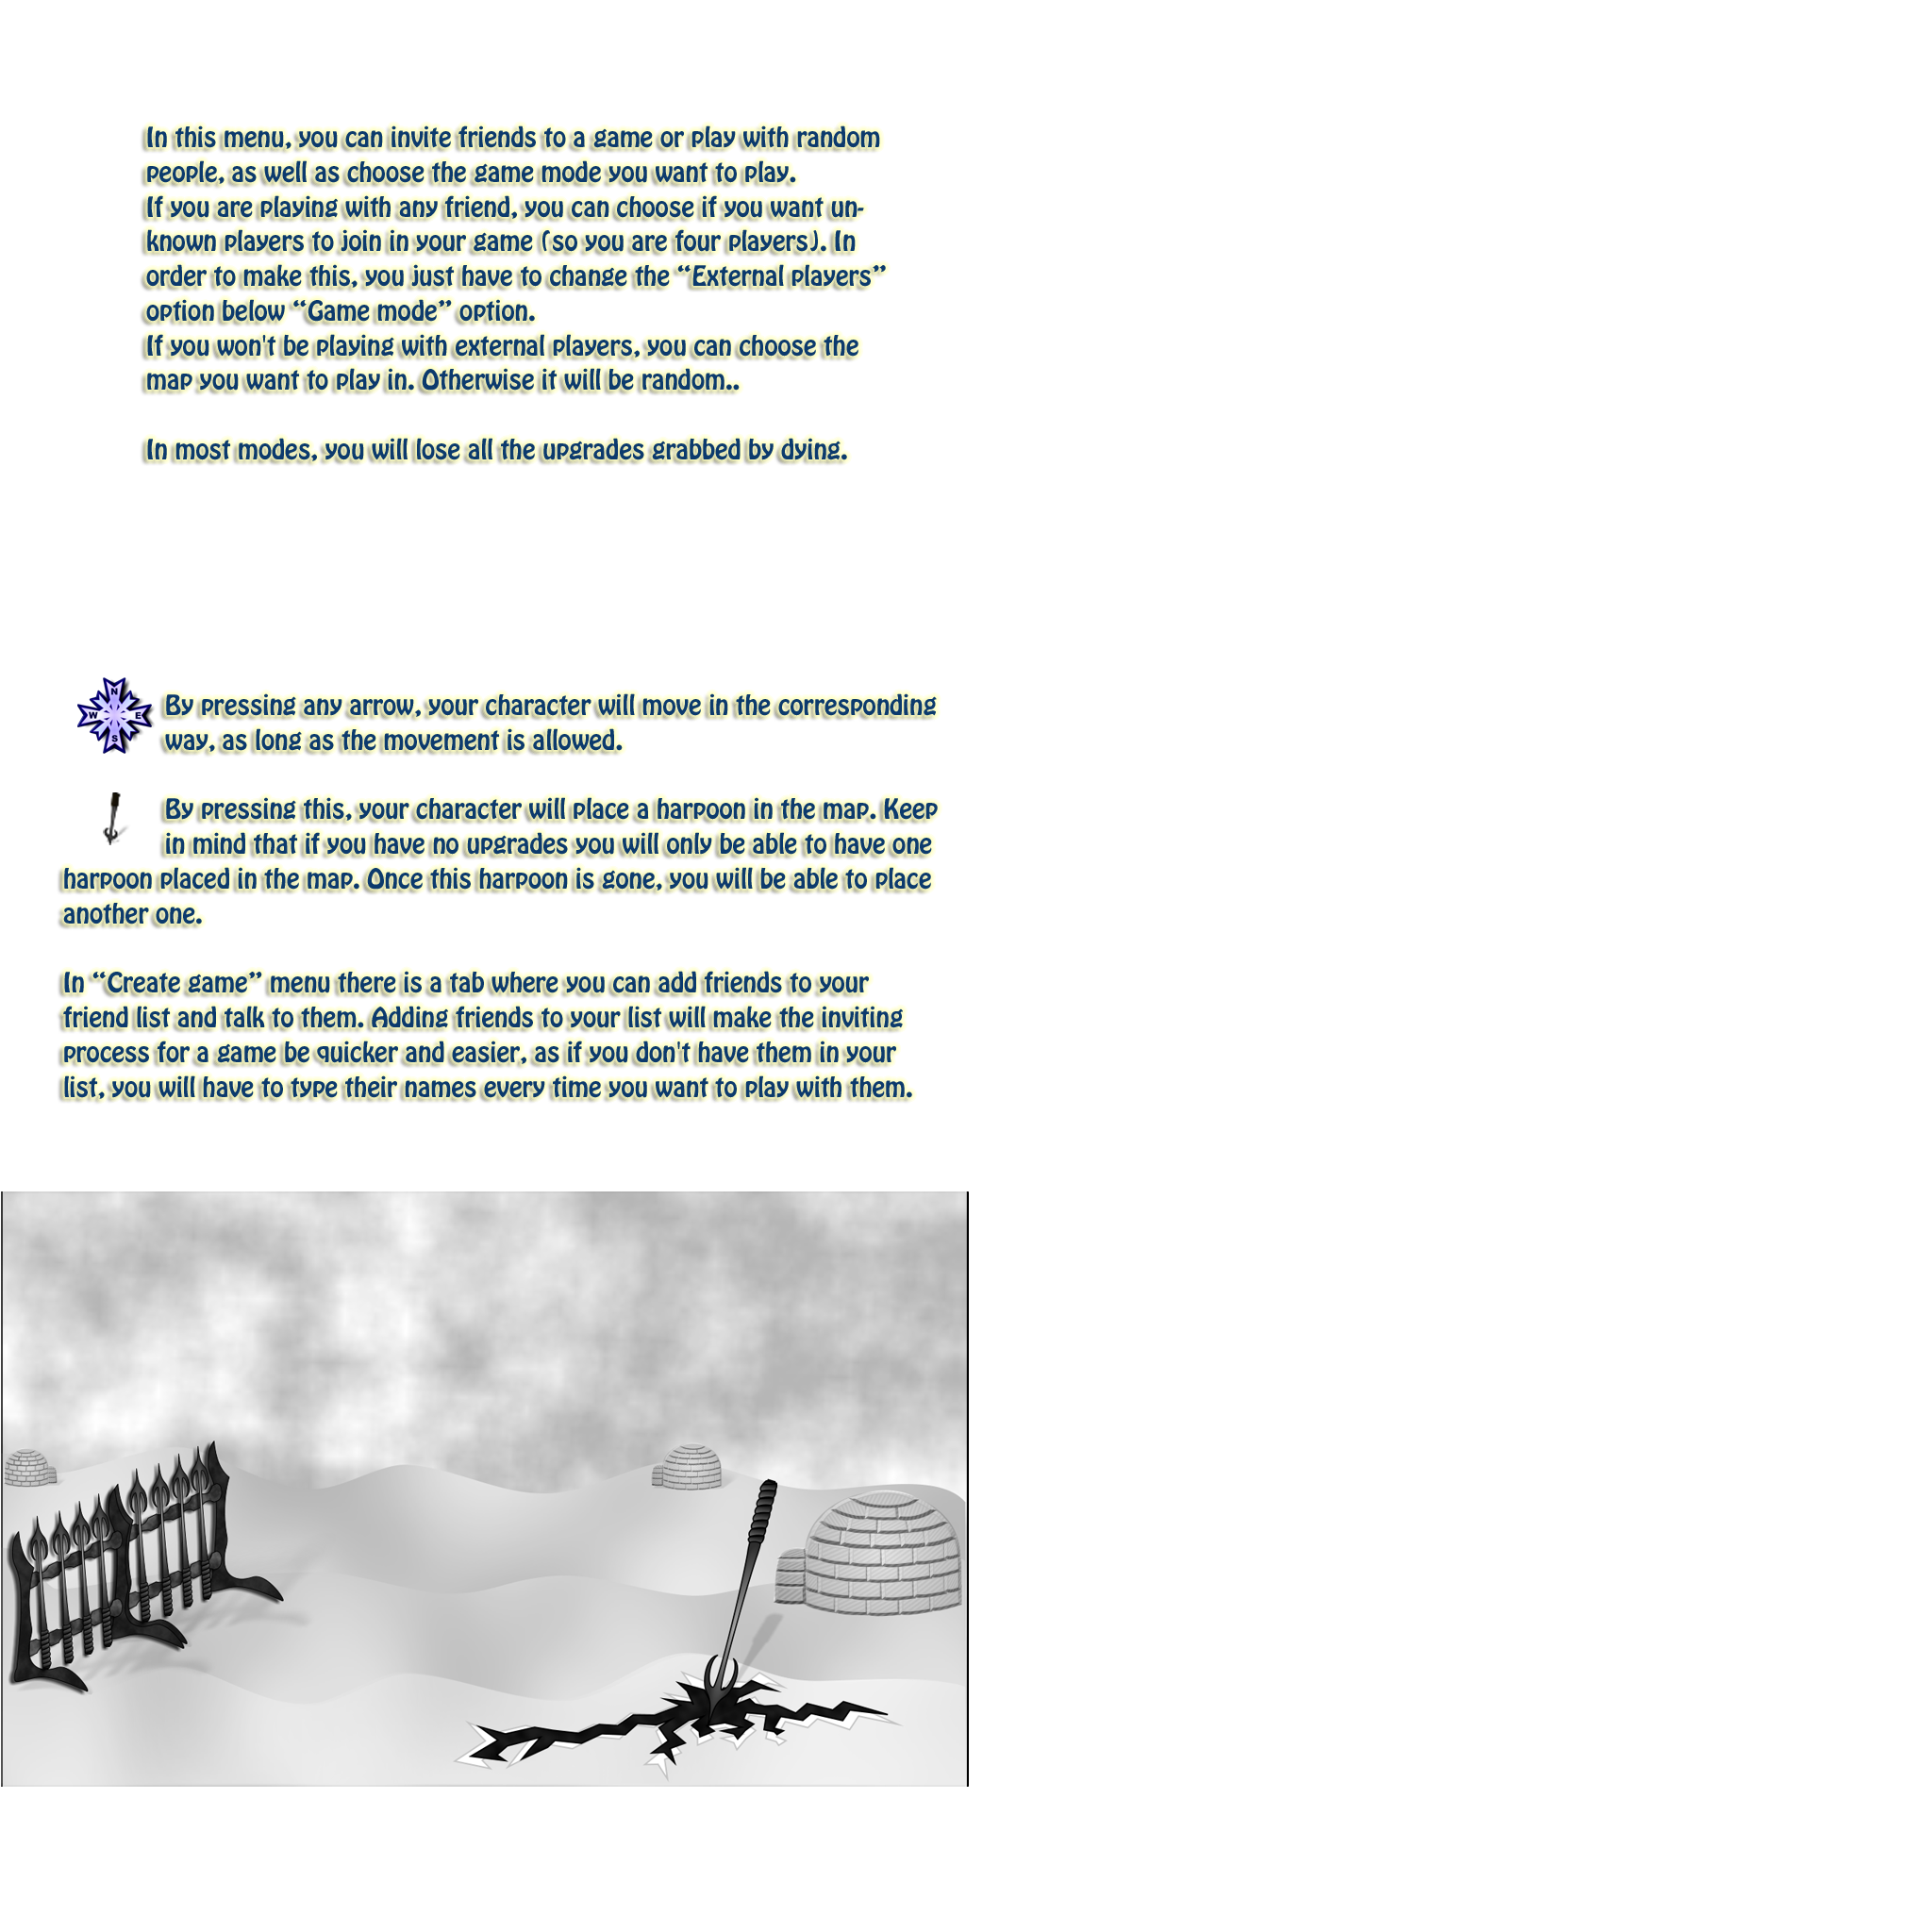 In this menu, you can invite friends to a game or play with random
people, as well as choose the game mode you want to play.
If you are playing with any friend, you can choose if you want un-
known players to join in your game (so you are four players). In
order to make this, you just have to change the “External players”
option below “Game mode” option.
If you won't be playing with external players, you can choose the
map you want to play in. Otherwise it will be random..
In most modes, you will lose all the upgrades grabbed by dying.
N
W E
S
By pressing any arrow, your character will move in the corresponding
way, as long as the movement is allowed.
By pressing this, your character will place a harpoon in the map. Keep
in mind that if you have no upgrades you will only be able to have one
harpoon placed in the map. Once this harpoon is gone, you will be able to place
another one.
In “Create game” menu there is a tab where you can add friends to your
friend list and talk to them. Adding friends to your list will make the inviting
process for a game be quicker and easier, as if you don't have them in your
list, you will have to type their names every time you want to play with them.